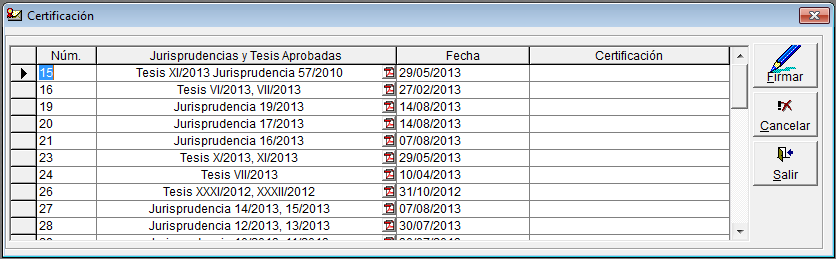 Certificación
Núm. Jurisprudencias y Tesis Aprobadas Fecha Certificación
15 Tesis XI/2013 Jurisprudencia 57/2010 29/05/2013
16 Tesis VI/2013, VII/2013 27/02/2013
19 Jurisprudencia 19/2013 14/08/2013
20 Jurisprudencia 17/2013 14/08/2013
21 Jurisprudencia 16/2013 07/08/2013
23 Tesis X/2013, XI/2013 29/05/2013
24 Tesis VII/2013 10/04/2013
26 Tesis XXXI/2012, XXXII/2012 31/10/2012
27 Jurisprudencia 14/2013, 15/2013 07/08/2013
28 Jurisprudencia 12/2013, 13/2013 30/07/2013
Firmar
Cancelar
Salir